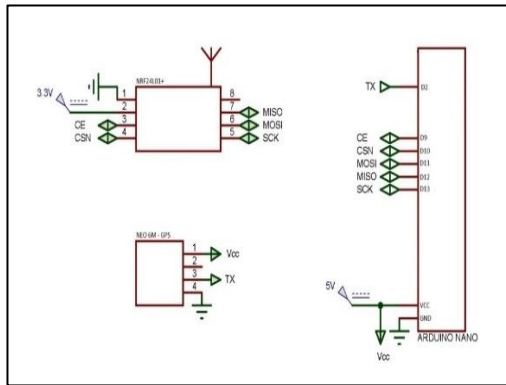 NRF24L01+
3.3V
1
2
3
4
CE
CSN
8
7
6
5
MISO
MOSI
SCK
NEO 6M - GPS
1
2
3
4
Vcc
TX
TX
D2
CE
D9
CSN
D10
MOSI
D11
MISO
D12
SCK
D13
5V
VCC
GND
Vcc
ARDUINO NANO